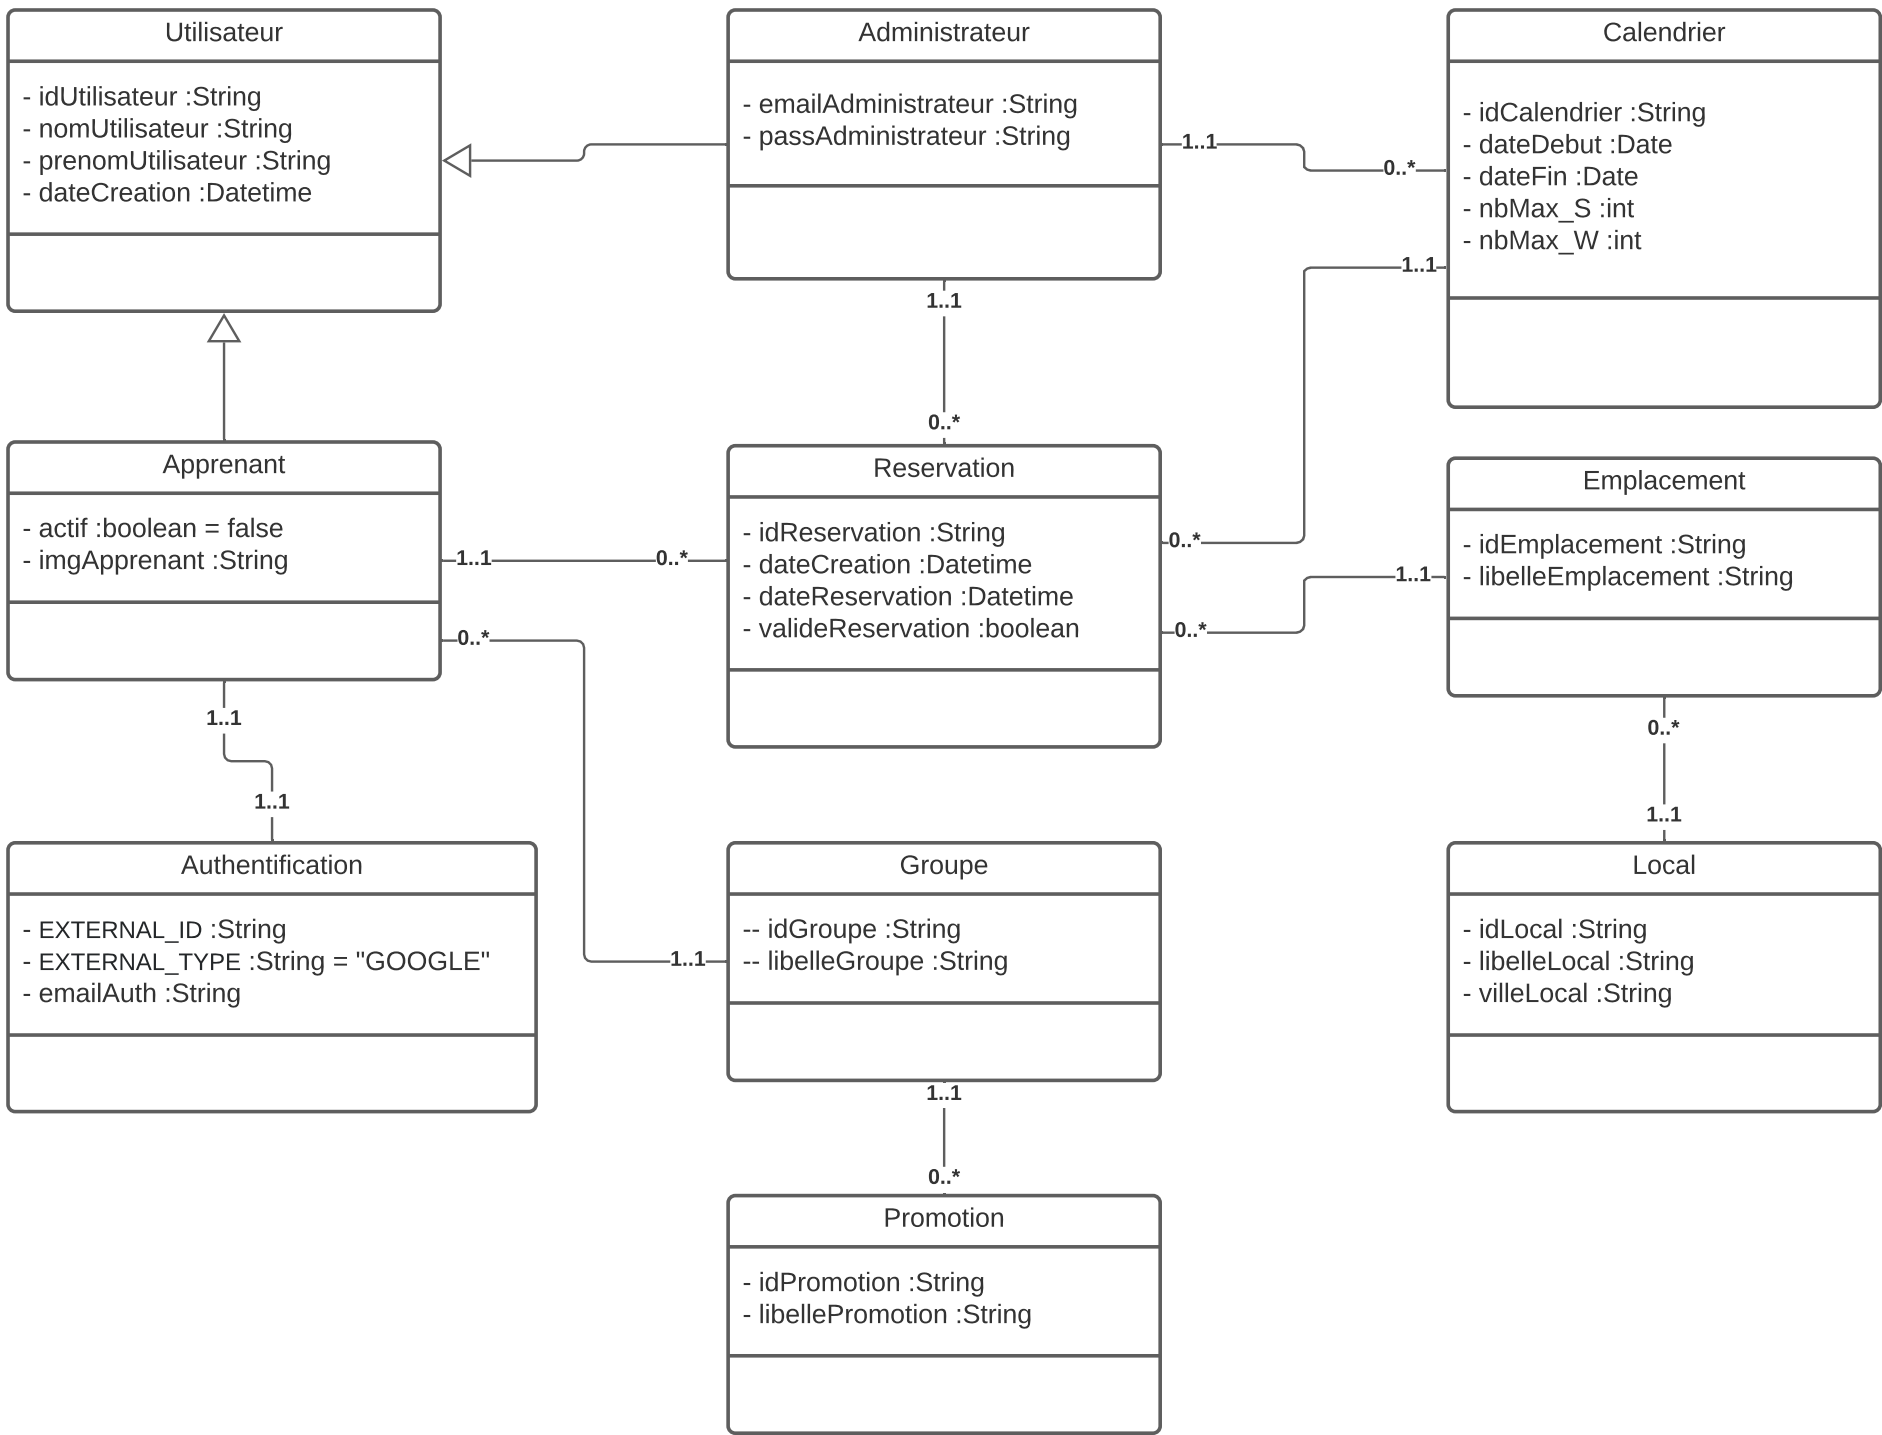 Utilisateur
- idUtilisateur :String
- nomUtilisateur :String
- prenomUtilisateur :String
- dateCreation :Datetime
Administrateur
- emailAdministrateur :String
- passAdministrateur :String
1..1
0..*
Calendrier
- idCalendrier :String
- dateDebut :Date
- dateFin :Date
- nbMax_S :int
- nbMax_W :int
1..1
1..1
0..*
Apprenant
- actif :boolean = false
- imgApprenant :String
1..1
0..*
0..*
Reservation
- idReservation :String
- dateCreation :Datetime
- dateReservation :Datetime
- valideReservation :boolean
0..*
0..*
1..1
Emplacement
- idEmplacement :String
- libelleEmplacement :String
1..1
1..1
0..*
1..1
Authentification
- EXTERNAL_ID :String
- EXTERNAL_TYPE :String = "GOOGLE"
- emailAuth :String
1..1
Groupe
-- idGroupe :String
-- libelleGroupe :String
Local
- idLocal :String
- libelleLocal :String
- villeLocal :String
1..1
0..*
Promotion
- idPromotion :String
- libellePromotion :String